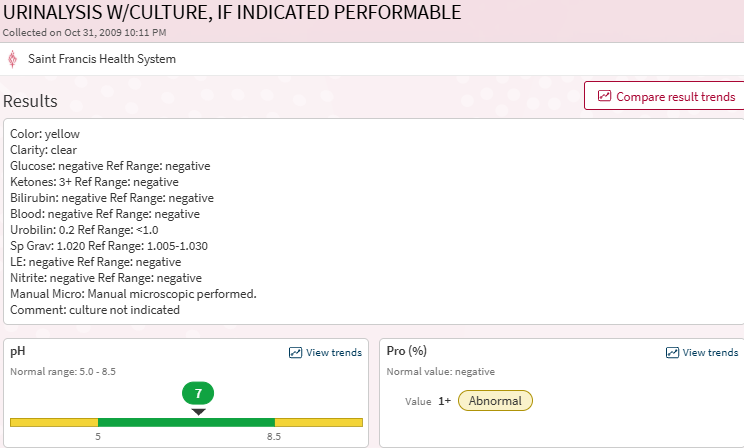 URINALYSIS W/CULTURE, IF INDICATED PERFORMABLE
Collected on Oct 31, 2009 10:11 PM
Saint Francis Health System
Results
Compare result trends
Color: yellow
Clarity: clear
Glucose: negative Ref Range: negative
Ketones: 3+ Ref Range: negative
Bilirubin: negative Ref Range: negative
Blood: negative Ref Range: negative
Urobilin: 0.2 Ref Range: <1.0
Sp Grav: 1.020 Ref Range: 1.005-1.030
LE: negative Ref Range: negative
Nitrite: negative Ref Range: negative
Manual Micro: Manual microscopic performed.
Comment: culture not indicated
pH
View trends
Normal range: 5.0 - 8.5
7
5 8.5
Pro (%)
View trends
Normal value: negative
Value 1+ Abnormal